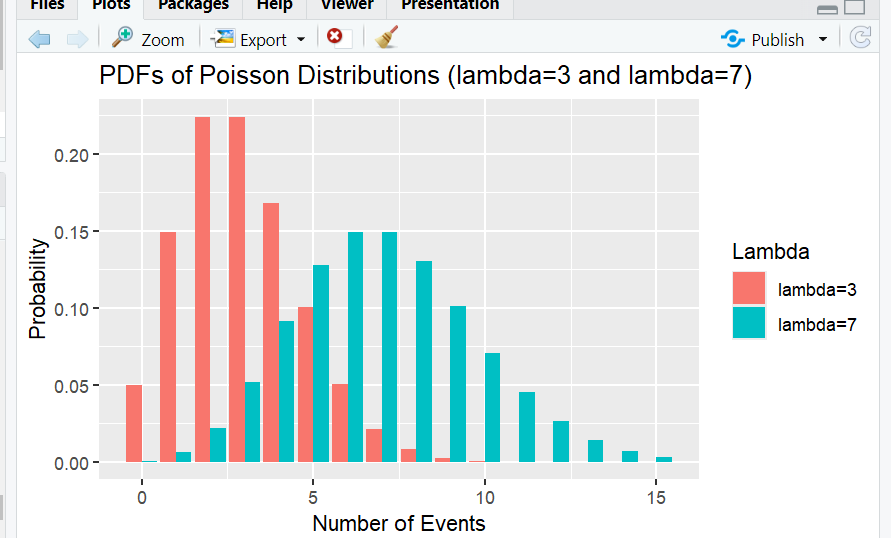 Files Plots Packages Help Viewer Presentation
Zoom Export Publish
PDFs of Poisson Distributions (lambda=3 and lambda=7)
0.20
0.15
0.10
0.05
0.00
Probability
0 5 10 15
Number of Events
Lambda
lambda=3
lambda=7